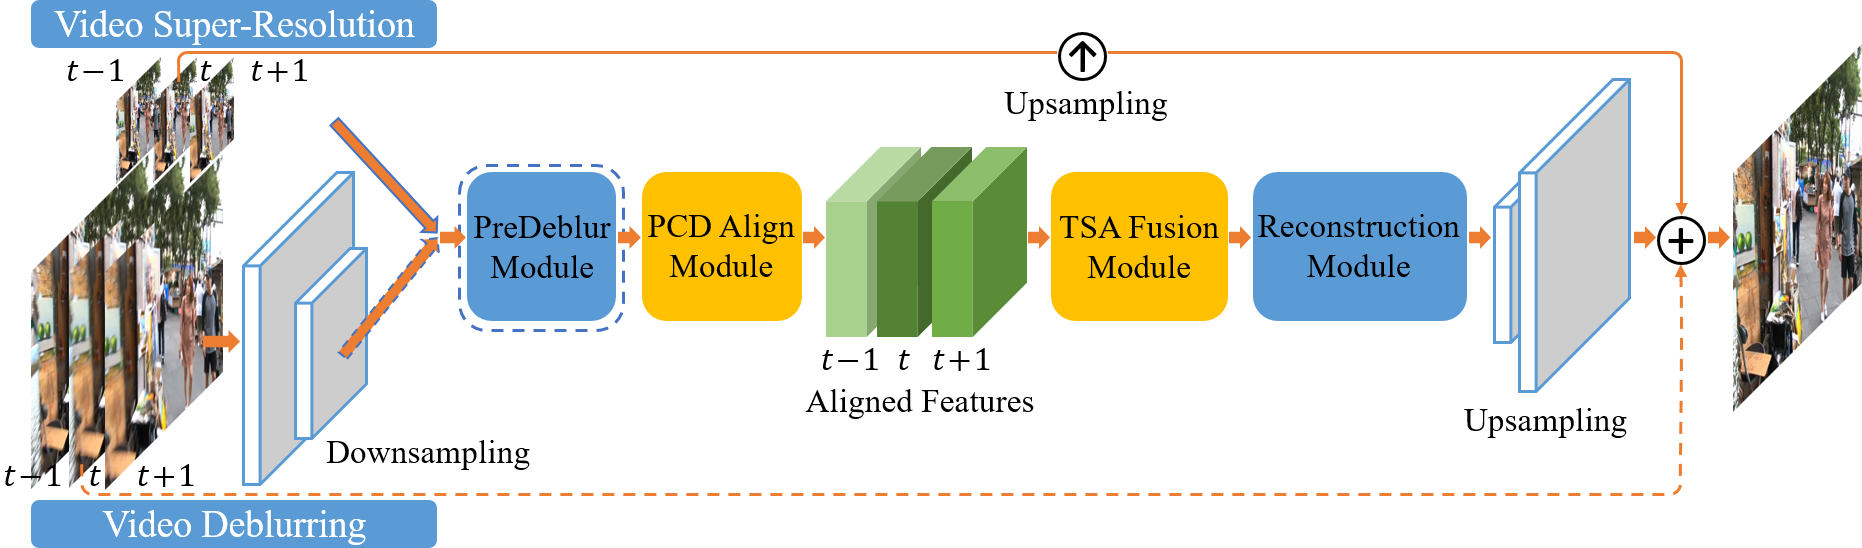 Video Super-Resolution
t−1 t t+1
Upsampling
PreDeblur
Module
PCD Align
Module
TSA Fusion
Module
Reconstruction
Module
t−1 t t+1
Aligned Features
Upsampling
Downsampling
t−1 t t+1
Video Deblurring